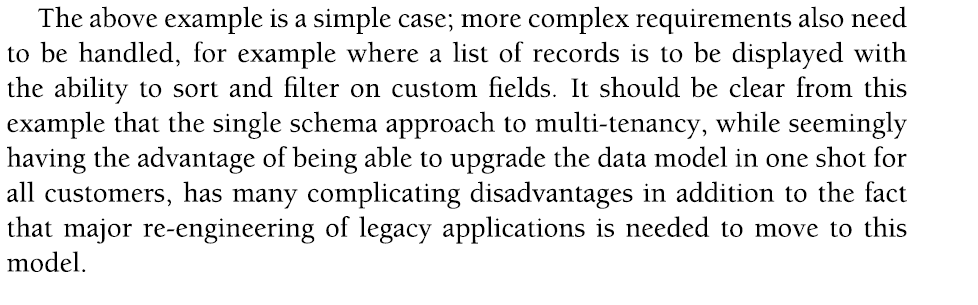 The above example is a simple case; more complex requirements also need
to be handled, for example where a list of records is to be displayed with
the ability to sort and filter on custom fields. It should be clear from this
example that the single schema approach to multi-tenancy, while seemingly
having the advantage of being able to upgrade the data model in one shot for
all customers, has many complicating disadvantages in addition to the fact
that major re-engineering of legacy applications is needed to move to this
model.